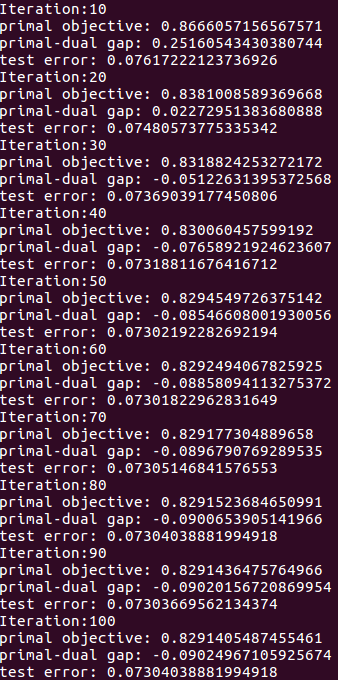 Iteration:10
primal objective: 0.8666057156567571
primal-dual gap: 0.25160543430380744
test error: 0.07617222123736926
Iteration:20
primal objective: 0.8381008589369668
primal-dual gap: 0.02272951383680888
test error: 0.07480573775335342
Iteration:30
primal objective: 0.8318824253272172
primal-dual gap: -0.05122631395372568
test error: 0.07369039177450806
Iteration:40
primal objective: 0.830060457599192
primal-dual gap: -0.07658921924623607
test error: 0.07318811676416712
Iteration:50
primal objective: 0.8294549726375142
primal-dual gap: -0.08546608001930056
test error: 0.07302192282692194
Iteration:60
primal objective: 0.8292494067825925
primal-dual gap: -0.08858094113275372
test error: 0.07301822962831649
Iteration:70
primal objective: 0.829177304889658
primal-dual gap: -0.0896790769289535
test error: 0.07305146841576553
Iteration:80
primal objective: 0.8291523684650991
primal-dual gap: -0.0900653905141966
test error: 0.07304038881994918
Iteration:90
primal objective: 0.8291436475764966
primal-dual gap: -0.09020156720869954
test error: 0.07303669562134374
Iteration:100
primal objective: 0.8291405487455461
primal-dual gap: -0.09024967105925674
test error: 0.07304038881994918